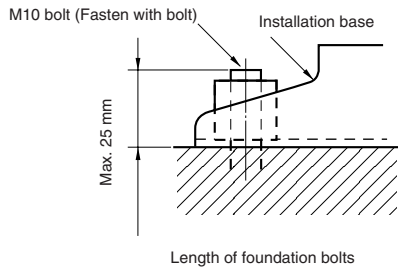 M10 bolt (Fasten with bolt)
Installation base
Max. 25 mm
Length of foundation bolts